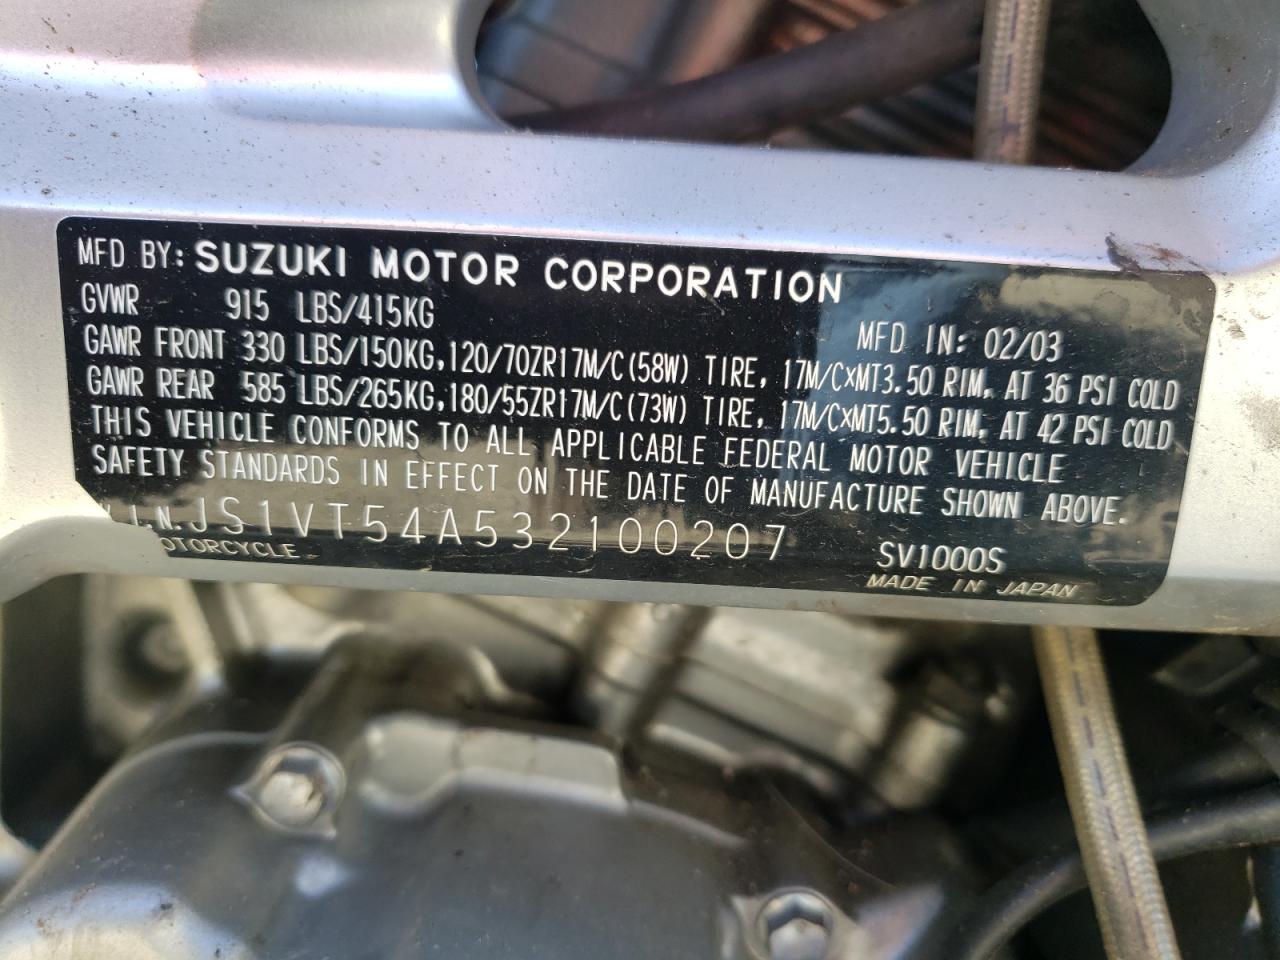 MFD BY: SUZUKI MOTOR CORPORATION
GVWR 915 LBS/415KG MFD IN: 02/03
GAWR FRONT 330 LBS/150KG,120/70ZR17M/C(58W) TIRE, 17M/C×MT3.50 RIM, AT 36 PSI COLD
GAWR REAR 585 LBS/265KG,180/55ZR17M/C(73W) TIRE, 17M/C×MT5.50 RIM, AT 42 PSI COLD
THIS VEHICLE CONFORMS TO ALL APPLICABLE FEDERAL MOTOR VEHICLE
SAFETY STANDARDS IN EFFECT ON THE DATE OF MANUFACTURE SHOWN ABOVE.
V.I.N. JS1VT54A532100207 SV1000S
OTORCYCLE MADE IN JAPAN